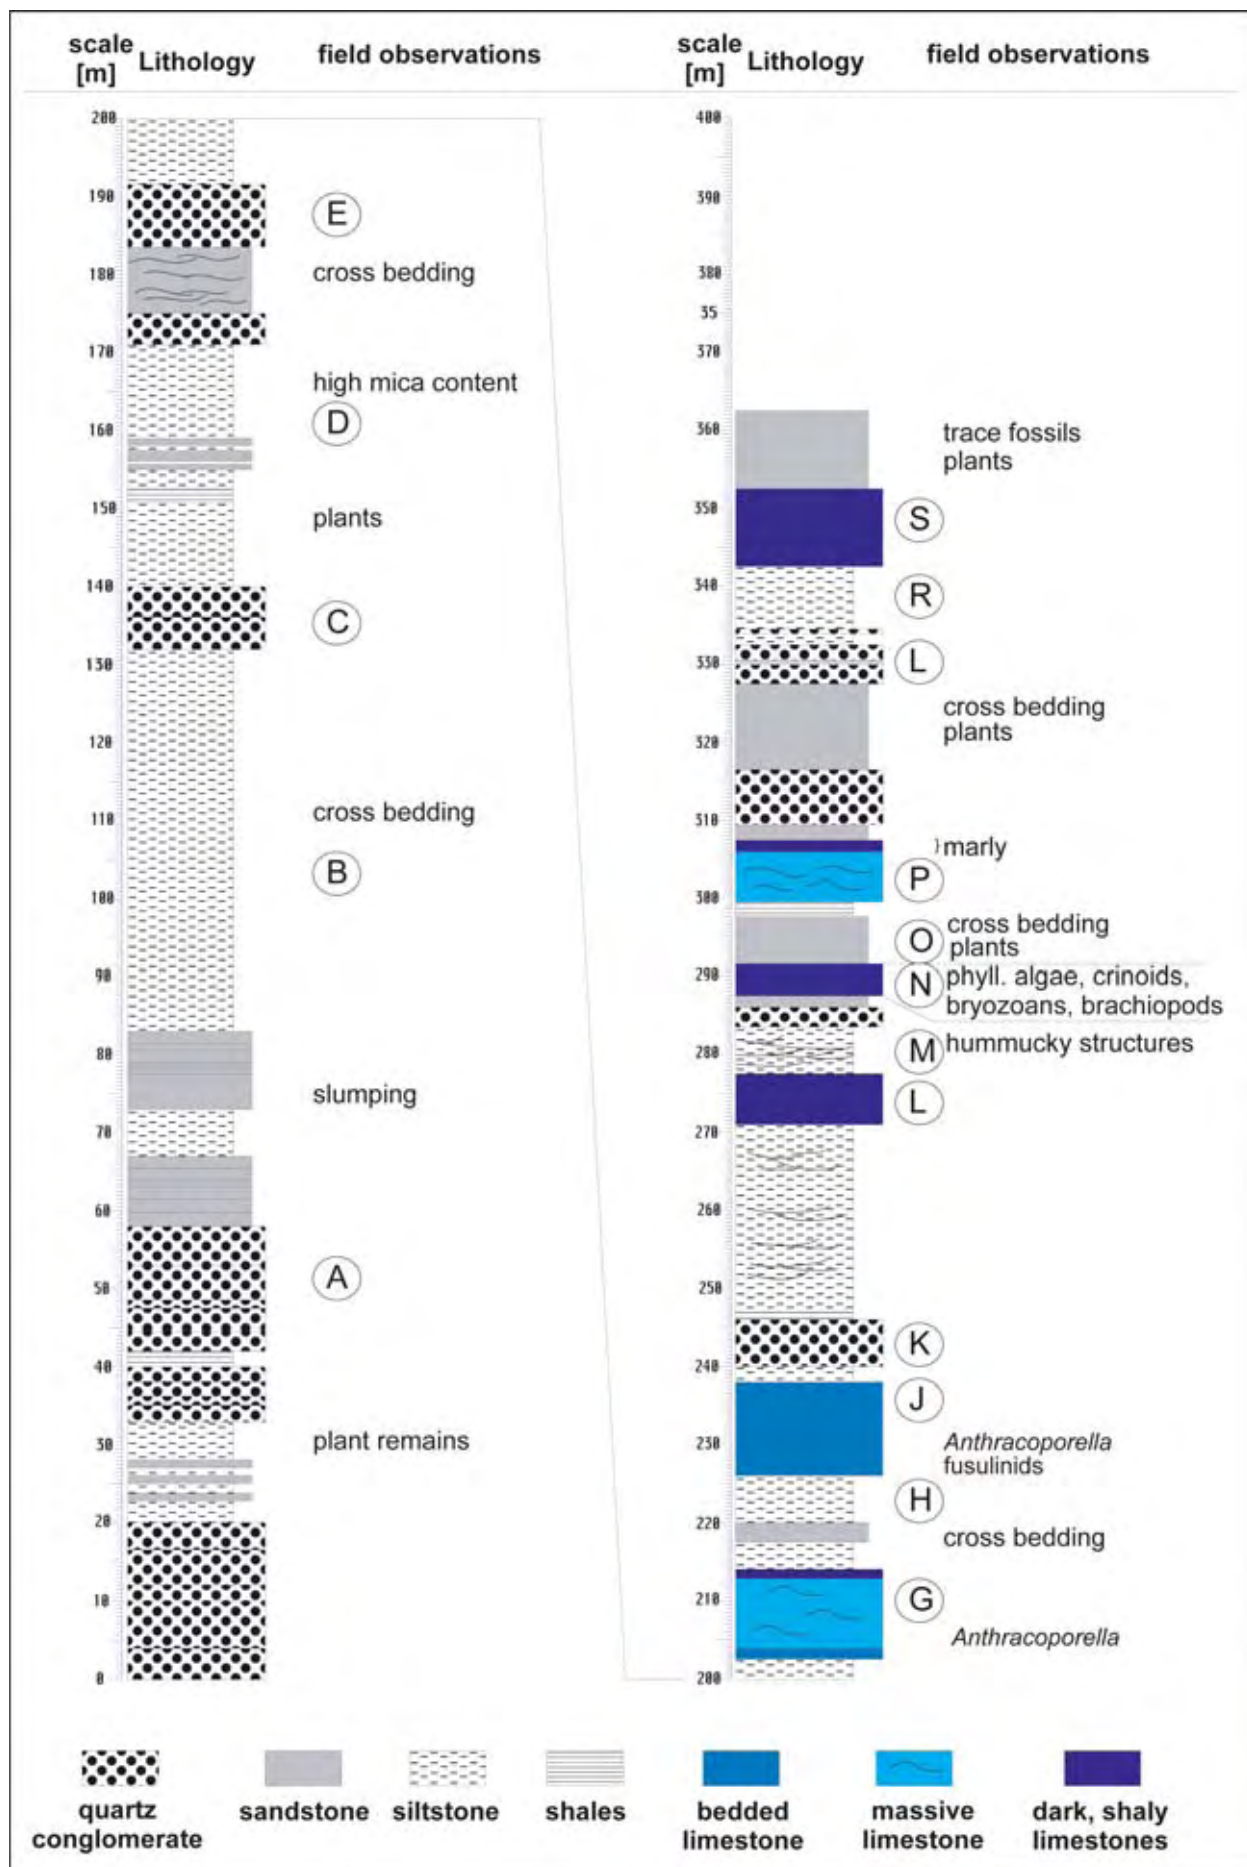 scale
[m]
Lithology
field observations
200
190
E
180
cross bedding
170
high mica content
160
D
150
plants
140
C
130
120
110
cross bedding
B
100
90
80
slumping
70
60
50
A
40
30
plant remains
20
10
0
scale
[m]
Lithology
field observations
400
390
380
35
370
360
trace fossils
plants
350
S
340
R
330
L
cross bedding
plants
320
310
}marly
P
300
cross bedding
O
plants
290
N
phyll. algae, crinoids,
bryozoans, brachiopods
280
M
hummucky structures
L
270
260
250
K
240
J
230
Anthracoporella
fusulinids
H
220
cross bedding
210
G
Anthracoporella
200
quartz
conglomerate
sandstone
siltstone
shales
bedded
limestone
massive
limestone
dark, shaly
limestones